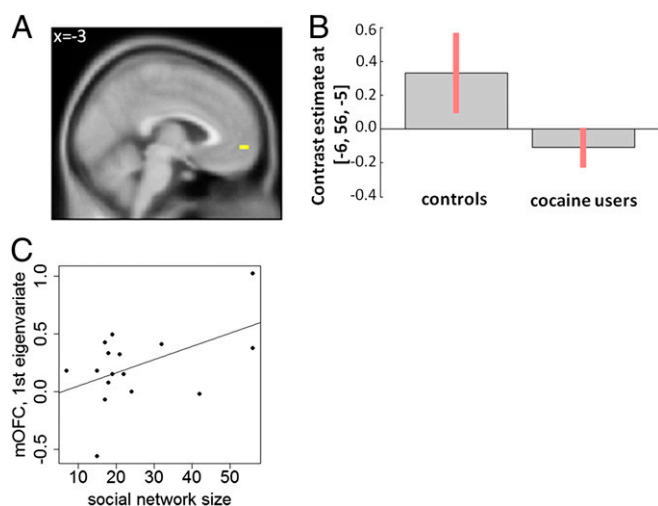 A
x=-3
B
Contrast estimate at
[-6, 56, -5]
0.6
0.4
0.2
0.0
-0.2
-0.4
controls
cocaine users
C
mOFC, 1st eigenvariate
1.0
0.5
0.0
-0.5
10 20 30 40 50
social network size